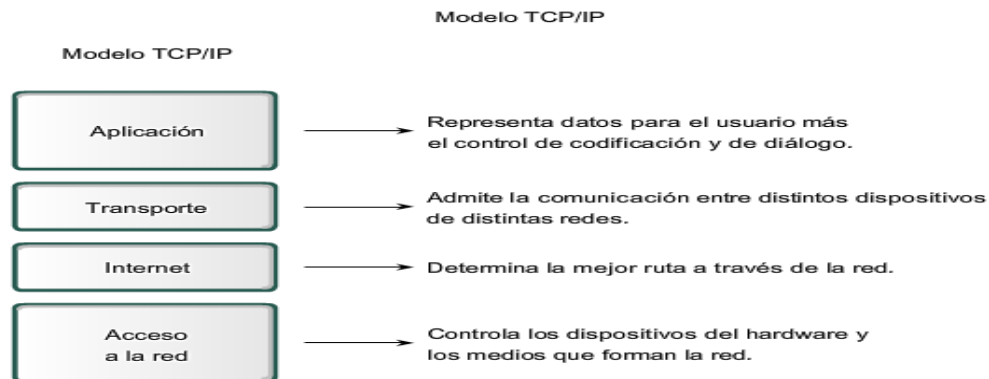 Modelo TCP/IP
Modelo TCP/IP
Aplicación
Representa datos para el usuario más
el control de codificación y de diálogo.
Transporte
Admite la comunicación entre distintos dispositivos
de distintas redes.
Internet
Determina la mejor ruta a través de la red.
Acceso
a la red
Controla los dispositivos del hardware y
los medios que forman la red.